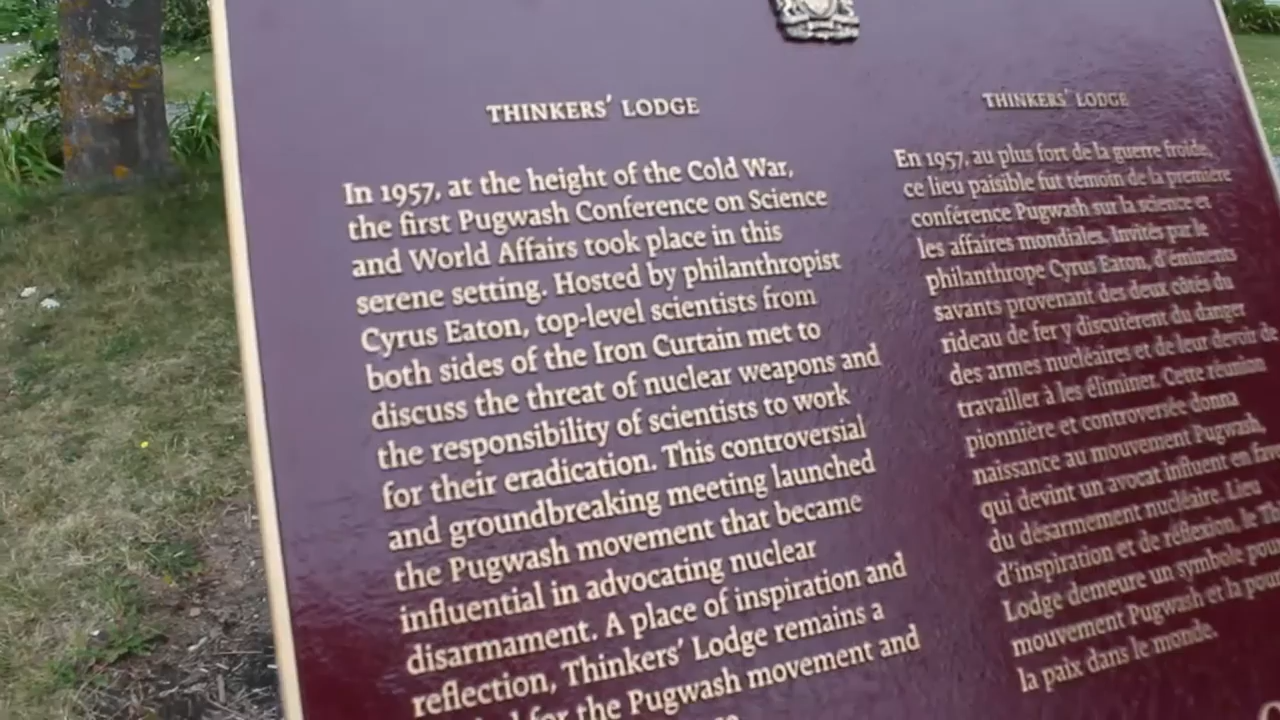 THINKERS' LODGE
In 1957, at the height of the Cold War,
the first Pugwash Conference on Science
and World Affairs took place in this
serene setting. Hosted by philanthropist
Cyrus Eaton, top-level scientists from
both sides of the Iron Curtain met to
discuss the threat of nuclear weapons and
the responsibility of scientists to work
for their eradication. This controversial
and groundbreaking meeting launched
the Pugwash movement that became
influential in advocating nuclear
disarmament. A place of inspiration and
reflection, Thinkers' Lodge remains a
for the Pugwash movement and
THINKERS' LODGE
En 1957, au plus fort de la guerre froide,
ce lieu paisible fut témoin de la première
conférence Pugwash sur la science et
les affaires mondiales. Invités par le
philanthrope Cyrus Eaton, d'éminents
savants provenant des deux côtés du
rideau de fer y discutèrent du danger
des armes nucléaires et de leur devoir de
travailler à les éliminer. Cette réunion
pionnière et controversée donna
naissance au mouvement Pugwash,
qui devint un avocat influent en
du désarmement nucléaire. Lieu
d'inspiration et de réflexion, le
Lodge demeure un symbole
mouvement Pugwash et la
la paix dans le monde.